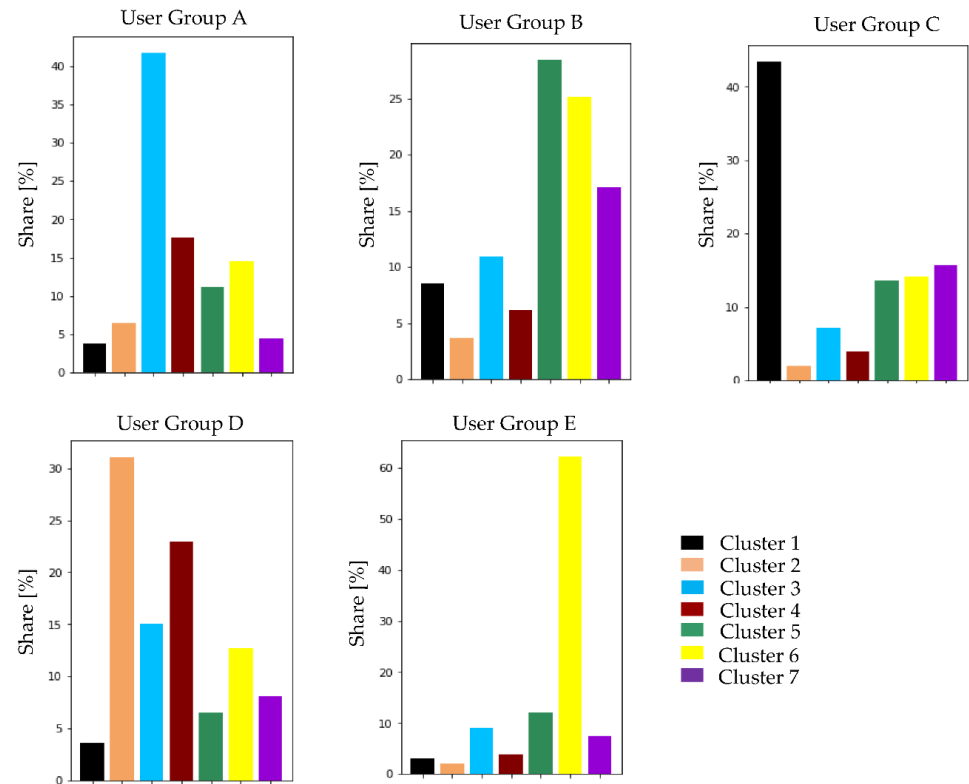 User Group A
Share [%]
40
35
30
25
20
15
10
5
0
User Group B
Share [%]
25
20
15
10
5
0
User Group C
Share [%]
40
30
20
10
0
User Group D
Share [%]
30
25
20
15
10
5
0
User Group E
Share [%]
60
50
40
30
20
10
0
Cluster 1
Cluster 2
Cluster 3
Cluster 4
Cluster 5
Cluster 6
Cluster 7